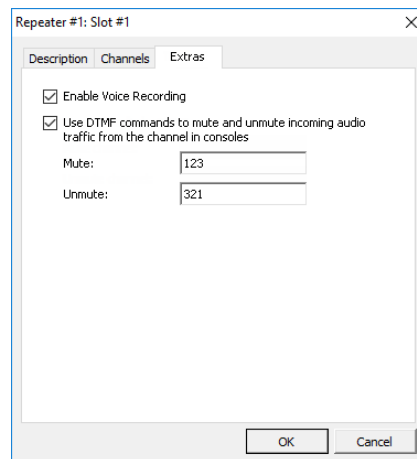 Repeater #1: Slot #1
Description Channels Extras
Enable Voice Recording
Use DTMF commands to mute and unmute incoming audio
traffic from the channel in consoles
Mute: 123
Unmute: 321
OK Cancel